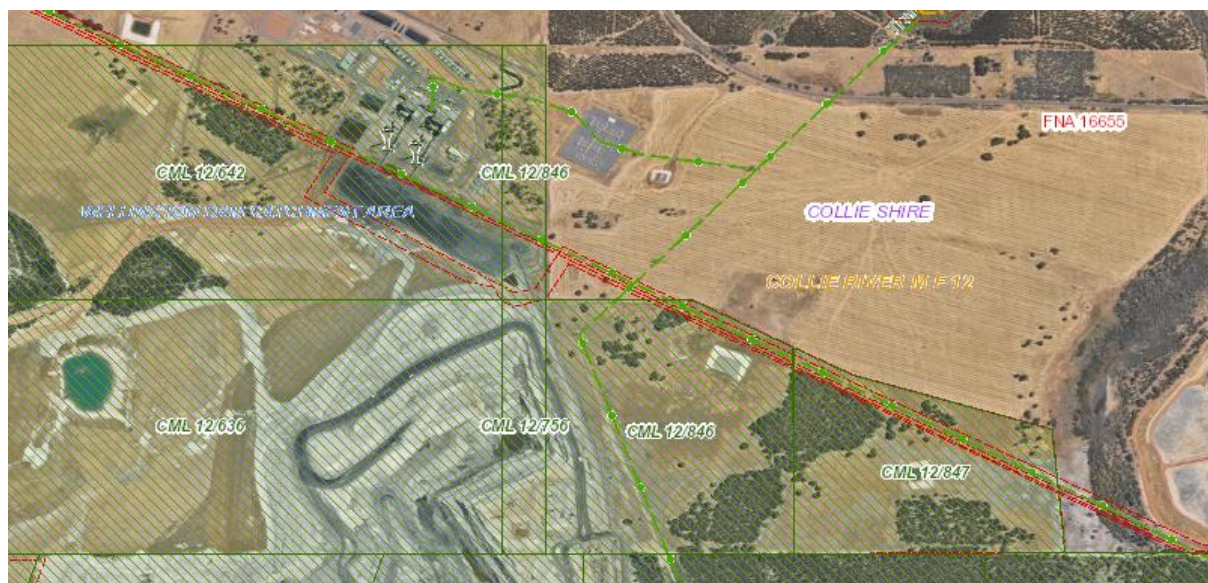 FNA 16655
CML 12/642
CML 12/846
WELLINGTON DAM CATCHMENT AREA
COLLIE SHIRE
COLLIE RIVER M F 12
CML 12/636
CML 12/756
CML 12/846
CML 12/847